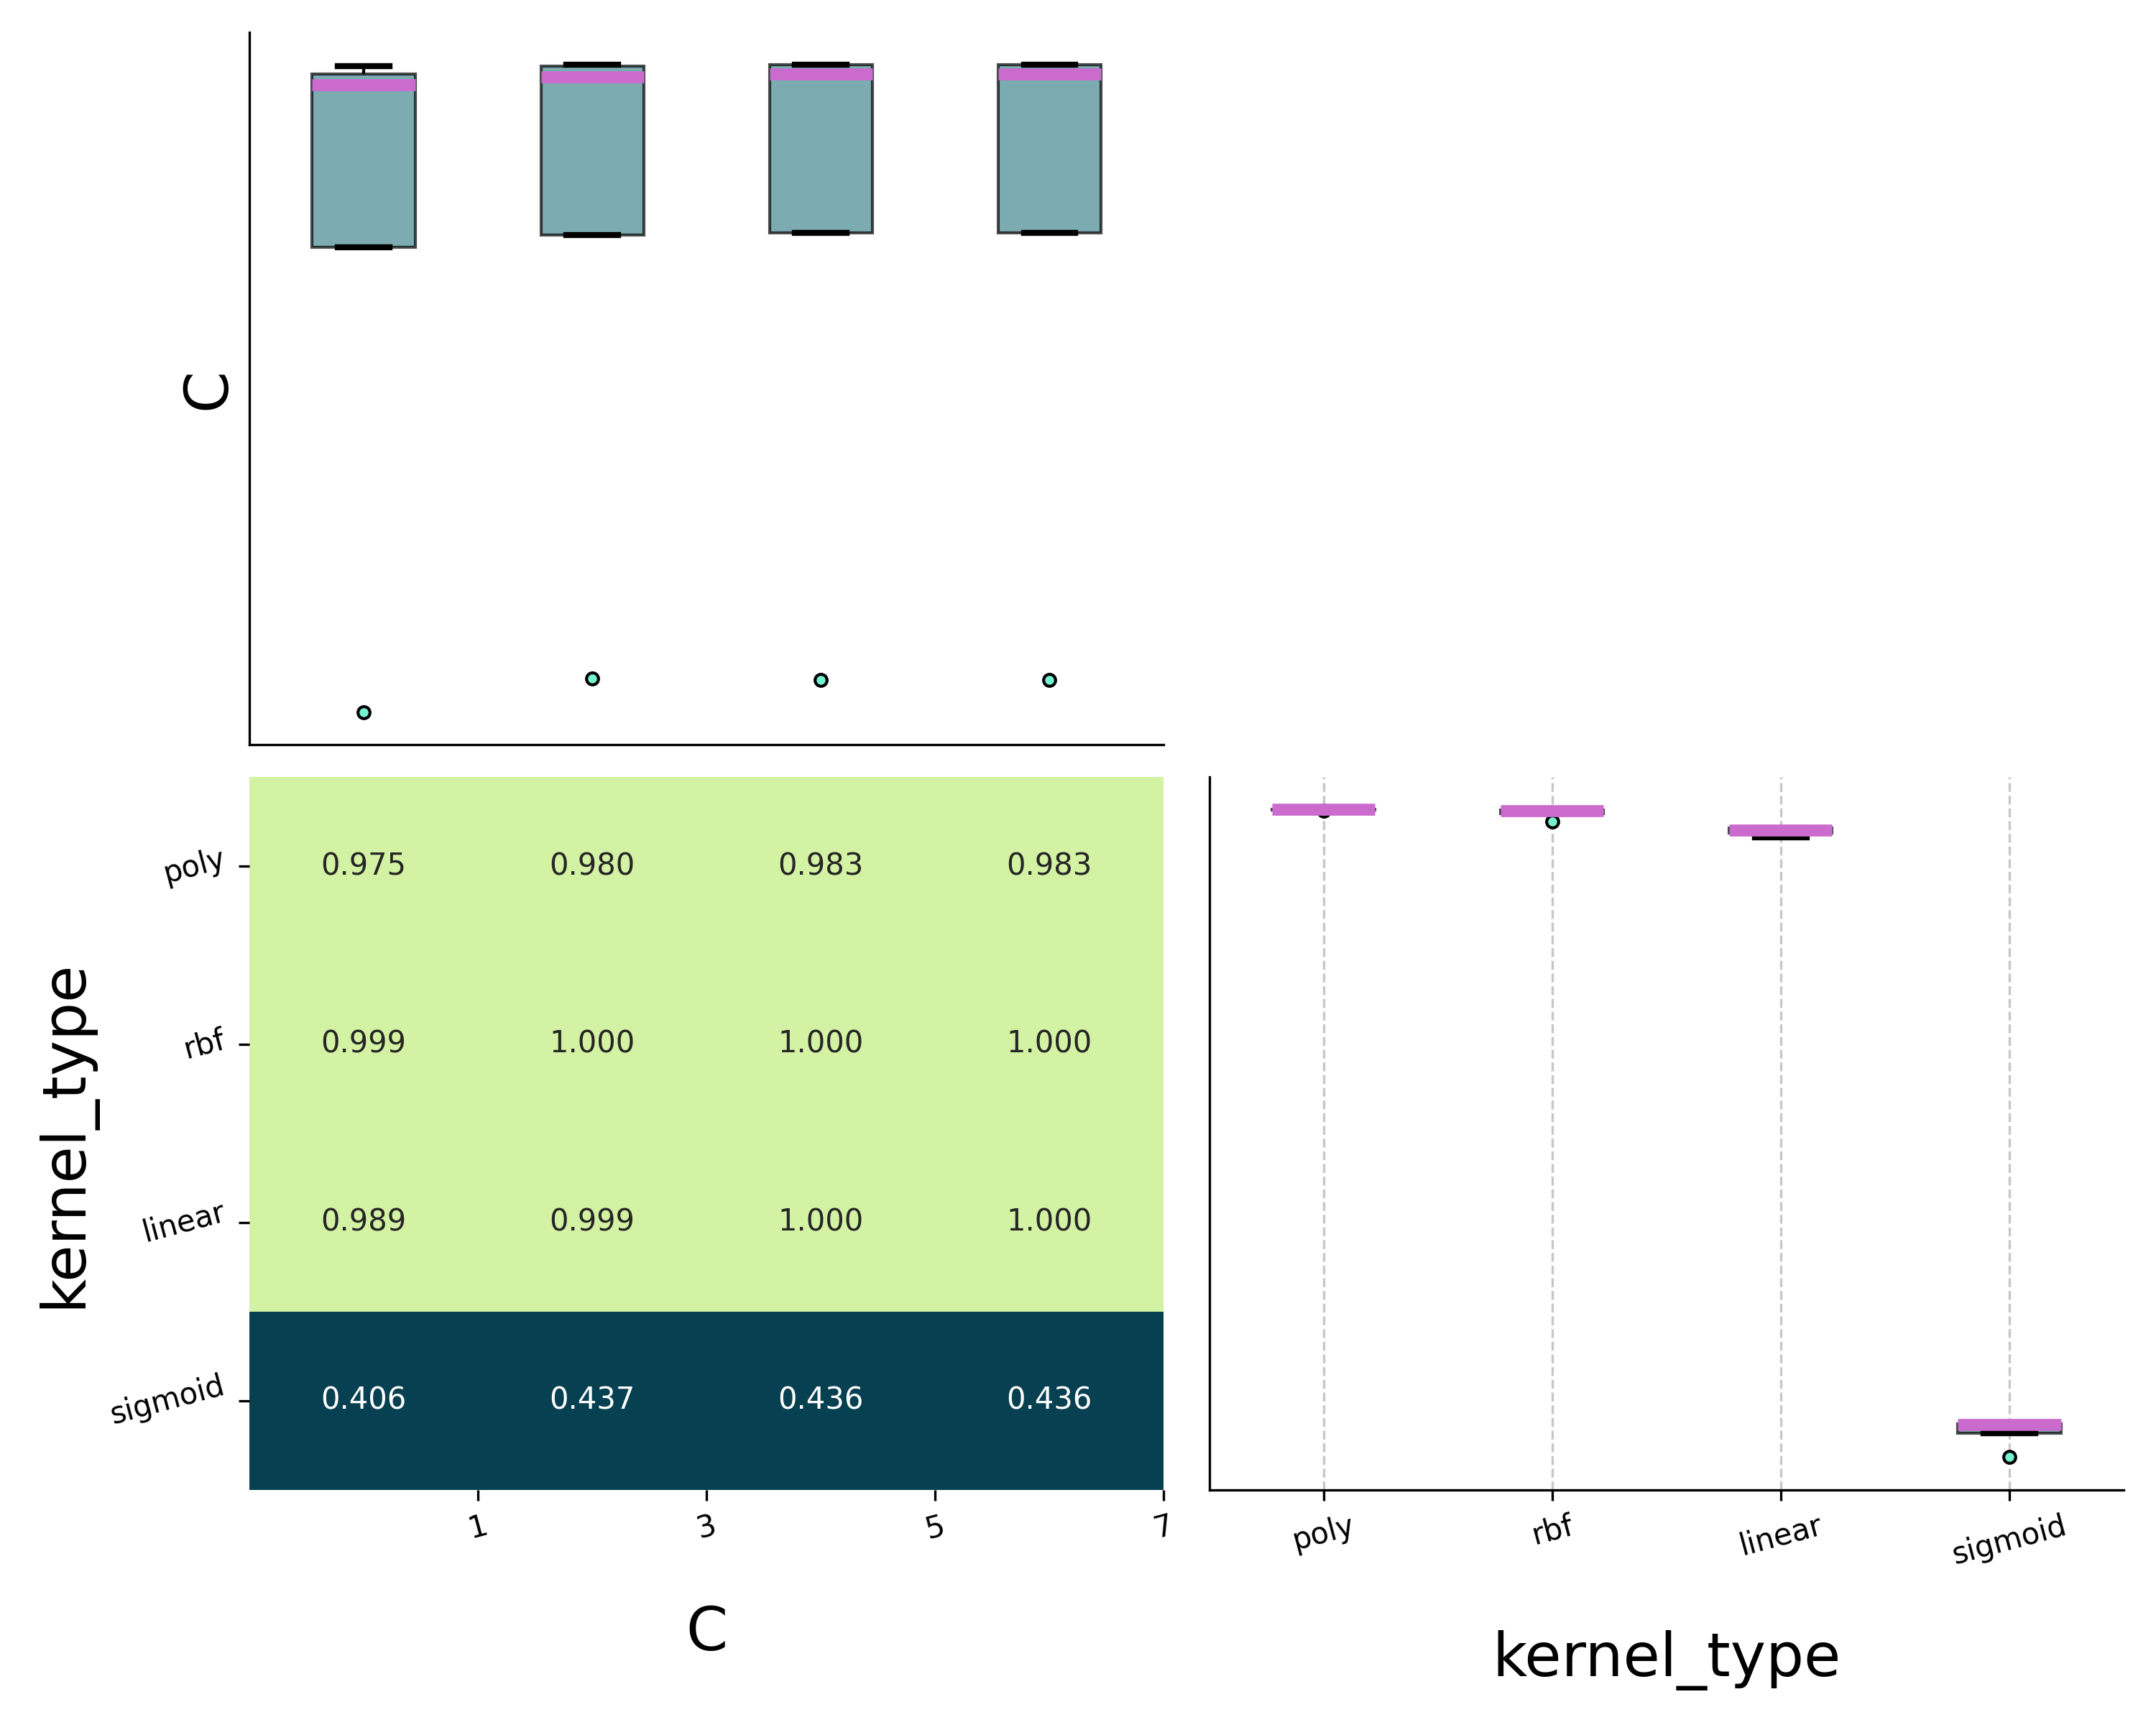 C
kernel_type
poly 0.975 0.980 0.983 0.983
rbf 0.999 1.000 1.000 1.000
linear 0.989 0.999 1.000 1.000
sigmoid 0.406 0.437 0.436 0.436
1 3 5 7
C
poly rbf linear sigmoid
kernel_type